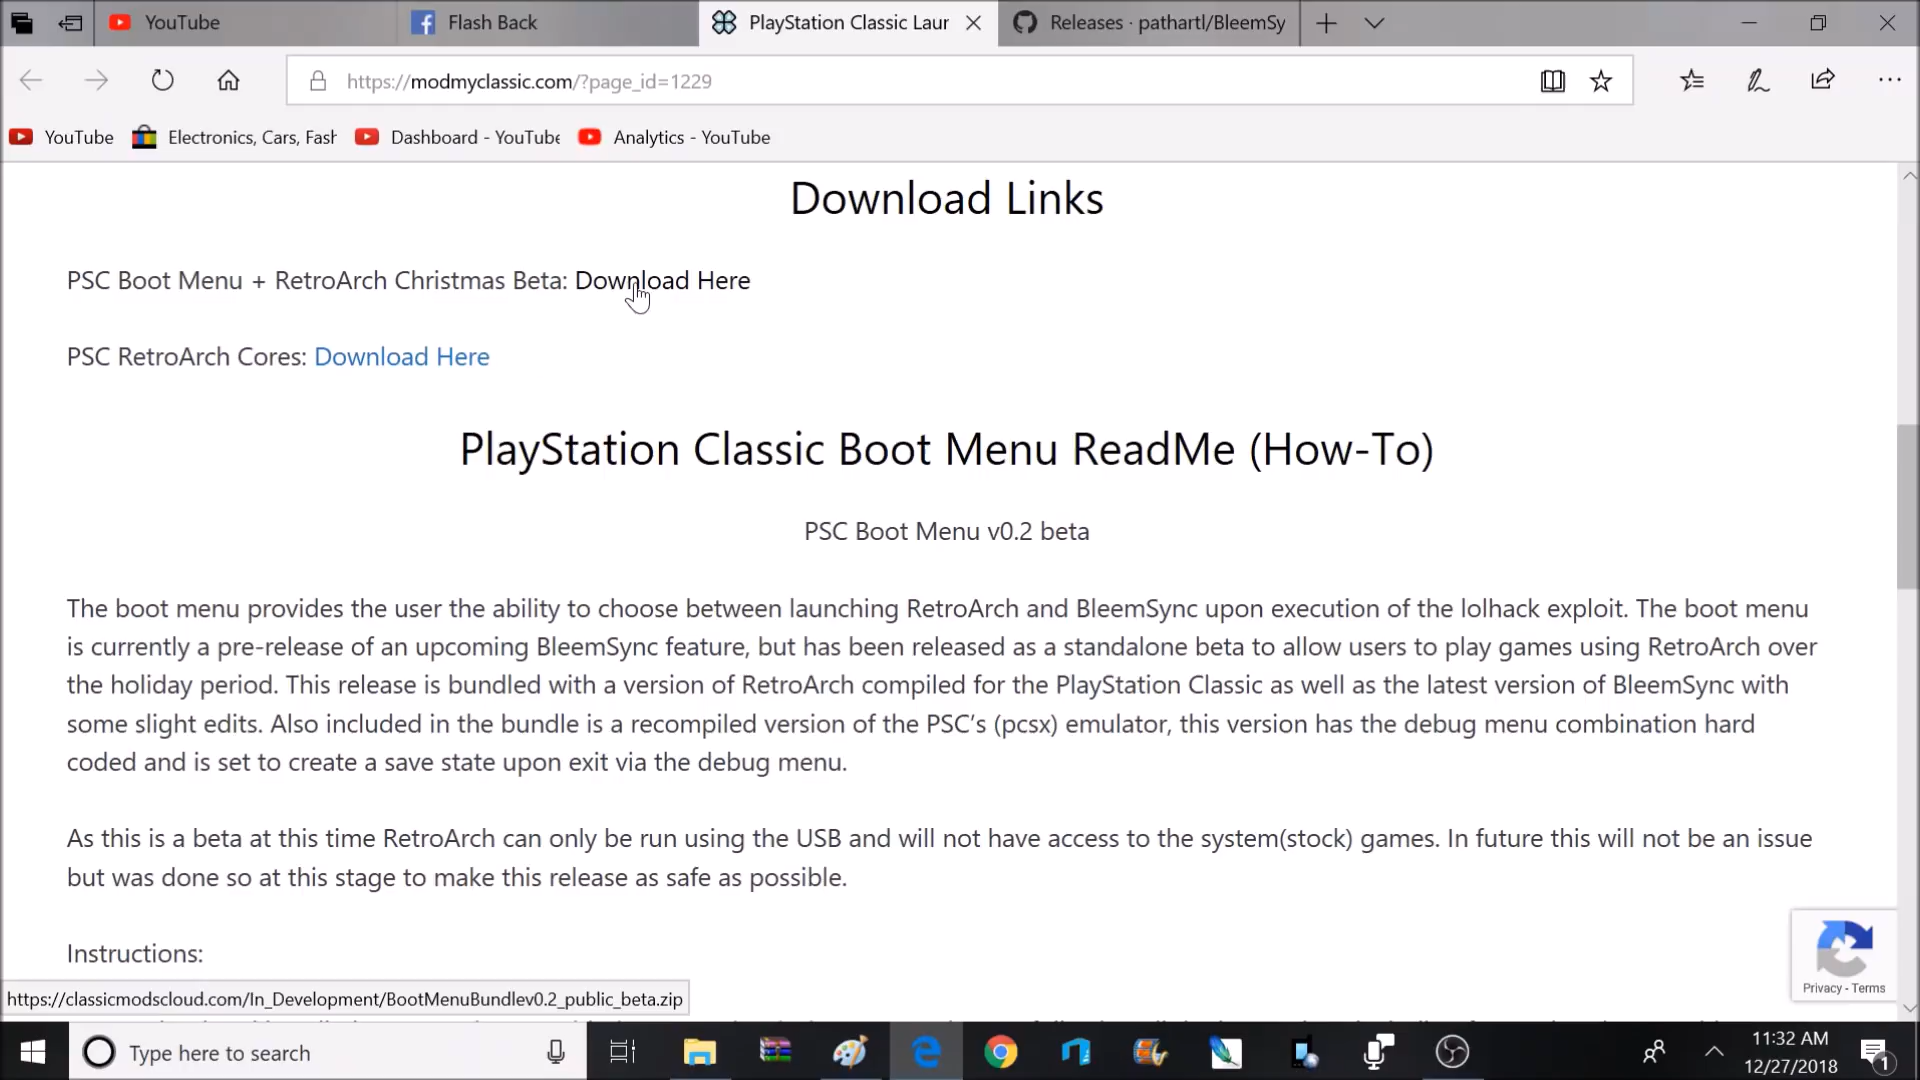 YouTube
Flash Back
PlayStation Classic Laur
Releases · pathartl/BleemSy
https://modmyclassic.com/?page_id=1229
YouTube
Electronics, Cars, Fash
Dashboard - YouTube
Analytics - YouTube
Download Links
PSC Boot Menu + RetroArch Christmas Beta: Download Here
PSC RetroArch Cores: Download Here
PlayStation Classic Boot Menu ReadMe (How-To)
PSC Boot Menu v0.2 beta
The boot menu provides the user the ability to choose between launching RetroArch and BleemSync upon execution of the lolhack exploit. The boot menu
is currently a pre-release of an upcoming BleemSync feature, but has been released as a standalone beta to allow users to play games using RetroArch over
the holiday period. This release is bundled with a version of RetroArch compiled for the PlayStation Classic as well as the latest version of BleemSync with
some slight edits. Also included in the bundle is a recompiled version of the PSC’s (pcsx) emulator, this version has the debug menu combination hard
coded and is set to create a save state upon exit via the debug menu.
As this is a beta at this time RetroArch can only be run using the USB and will not have access to the system(stock) games. In future this will not be an issue
but was done so at this stage to make this release as safe as possible.
Instructions:
Privacy - Terms
https://classicmodscloud.com/In_Development/BootMenuBundlev0.2_public_beta.zip
Type here to search
11:32 AM
12/27/2018
1